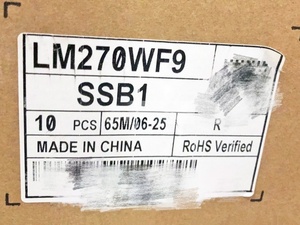 LM270WF9
SSB1
10 PCS 65M/06-25 R
MADE IN CHINA RoHS Verified